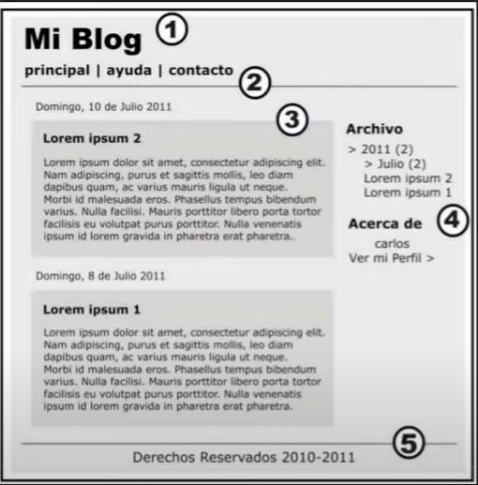 Mi Blog
1
principal | ayuda | contacto
2
Domingo, 10 de Julio 2011
3
Lorem ipsum 2
Lorem ipsum dolor sit amet, consectetur adipiscing elit.
Nam adipiscing, purus et sagittis mollis, leo diam
dapibus quam, ac varius mauris ligula ut neque.
Morbi id malesuada eros. Phasellus tempus bibendum
varius. Nulla facilisi. Mauris porttitor libero porta tortor
facilisis eu volutpat purus porttitor. Nulla venenatis
ipsum id lorem gravida in pharetra erat pharetra.
Domingo, 8 de Julio 2011
Lorem ipsum 1
Lorem ipsum dolor sit amet, consectetur adipiscing elit.
Nam adipiscing, purus et sagittis mollis, leo diam
dapibus quam, ac varius mauris ligula ut neque.
Morbi id malesuada eros. Phasellus tempus bibendum
varius. Nulla facilisi. Mauris porttitor libero porta tortor
facilisis eu volutpat purus porttitor. Nulla venenatis
ipsum id lorem gravida in pharetra erat pharetra.
Archivo
> 2011 (2)
> Julio (2)
Lorem ipsum 2
Lorem ipsum 1
Acerca de
4
carlos
Ver mi Perfil >
5
Derechos Reservados 2010-2011